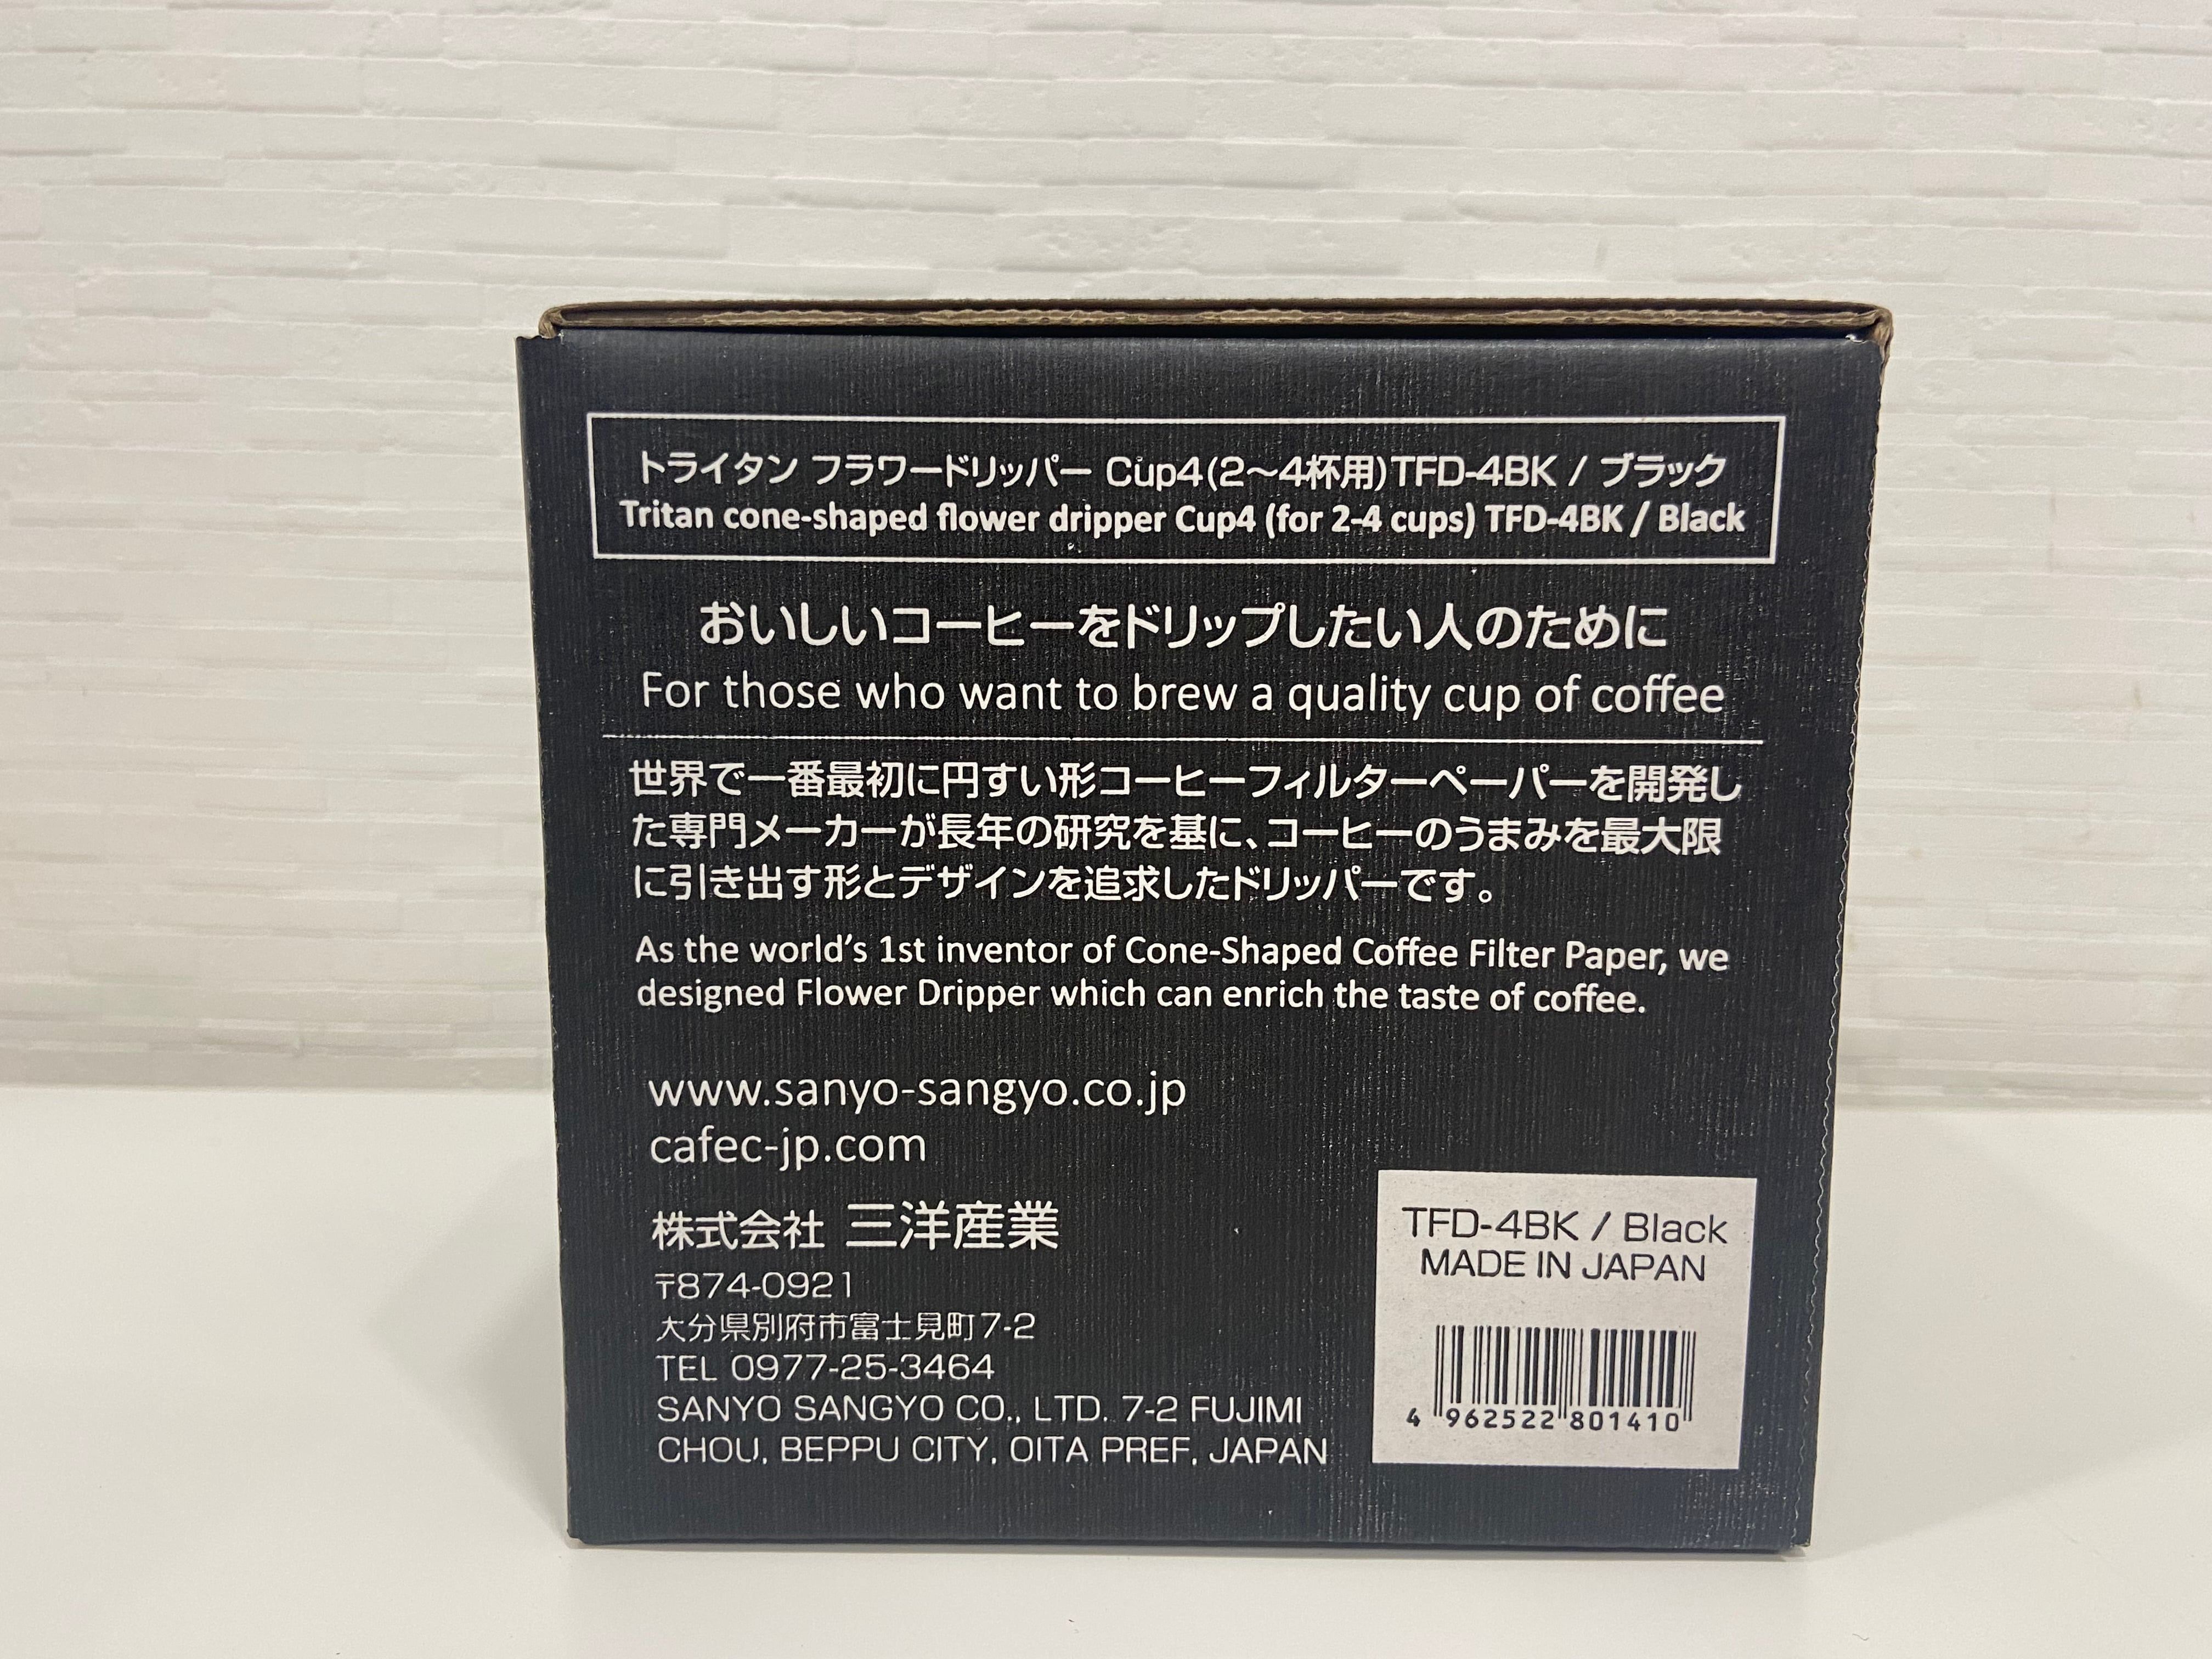 トライタン フラワードリッパー Cup4(2～4杯用)TFD-4BK / ブラック
Tritan cone-shaped flower dripper Cup4 (for 2-4 cups) TFD-4BK / Black
おいしいコーヒーをドリップしたい人のために
For those who want to brew a quality cup of coffee
世界で一番最初に円すい形コーヒーフィルターペーパーを開発し
た専門メーカーが長年の研究を基に、コーヒーのうまみを最大限
に引き出す形とデザインを追求したドリッパーです。
As the world's 1st inventor of Cone-Shaped Coffee Filter Paper, we
designed Flower Dripper which can enrich the taste of coffee.
www.sanyo-sangyo.co.jp
cafec-jp.com
株式会社 三洋産業
〒874-0921
大分県別府市富士見町7-2
TEL 0977-25-3464
SANYO SANGYO CO., LTD. 7-2 FUJIMI
CHOU, BEPPU CITY, OITA PREF, JAPAN
TFD-4BK / Black
MADE IN JAPAN
4 962522 801410